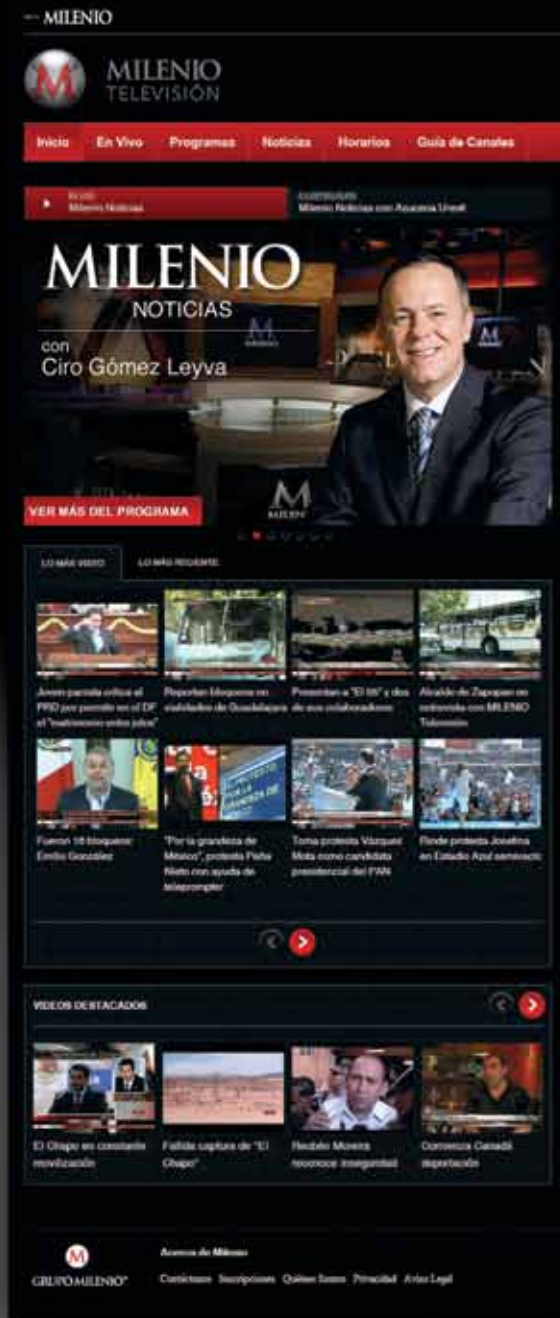 MILENIO
MILENIO
TELEVISIÓN
Inicio En Vivo Programas Noticias Horarios Guía de Canales
Milenio Noticias
Milenio Noticias con Azucena Uresti
MILENIO
NOTICIAS
con
Ciro Gómez Leyva
VER MÁS DEL PROGRAMA
LO MÁS VISTO LO MÁS RECIENTE
Joven panista critica al
PRD por permitir en el DF
el "matrimonio entre jotos"
Reportan bloqueos en
vialidades de Guadalajara
Presentan a "El 85" y dos
de sus colaboradores
Alcalde de Zapopan en
entrevista con MILENIO
Televisión
Fueron 16 bloqueos:
Emilio González
"Por la grandeza de
México", protesta Peña
Nieto con ayuda de
teleprompter
Toma protesta Vázquez
Mota como candidata
presidencial del PAN
Rinde protesta Josefina
en Estadio Azul semivacío
VIDEOS DESTACADOS
El Chapo en constante
movilización
Fallida captura de "El
Chapo"
Rubén Moreira
reconoce inseguridad
Comienza Canadá
deportación
GRUPO MILENIO
Acerca de Milenio
Contáctanos Suscripciones Quiénes Somos Privacidad Aviso Legal